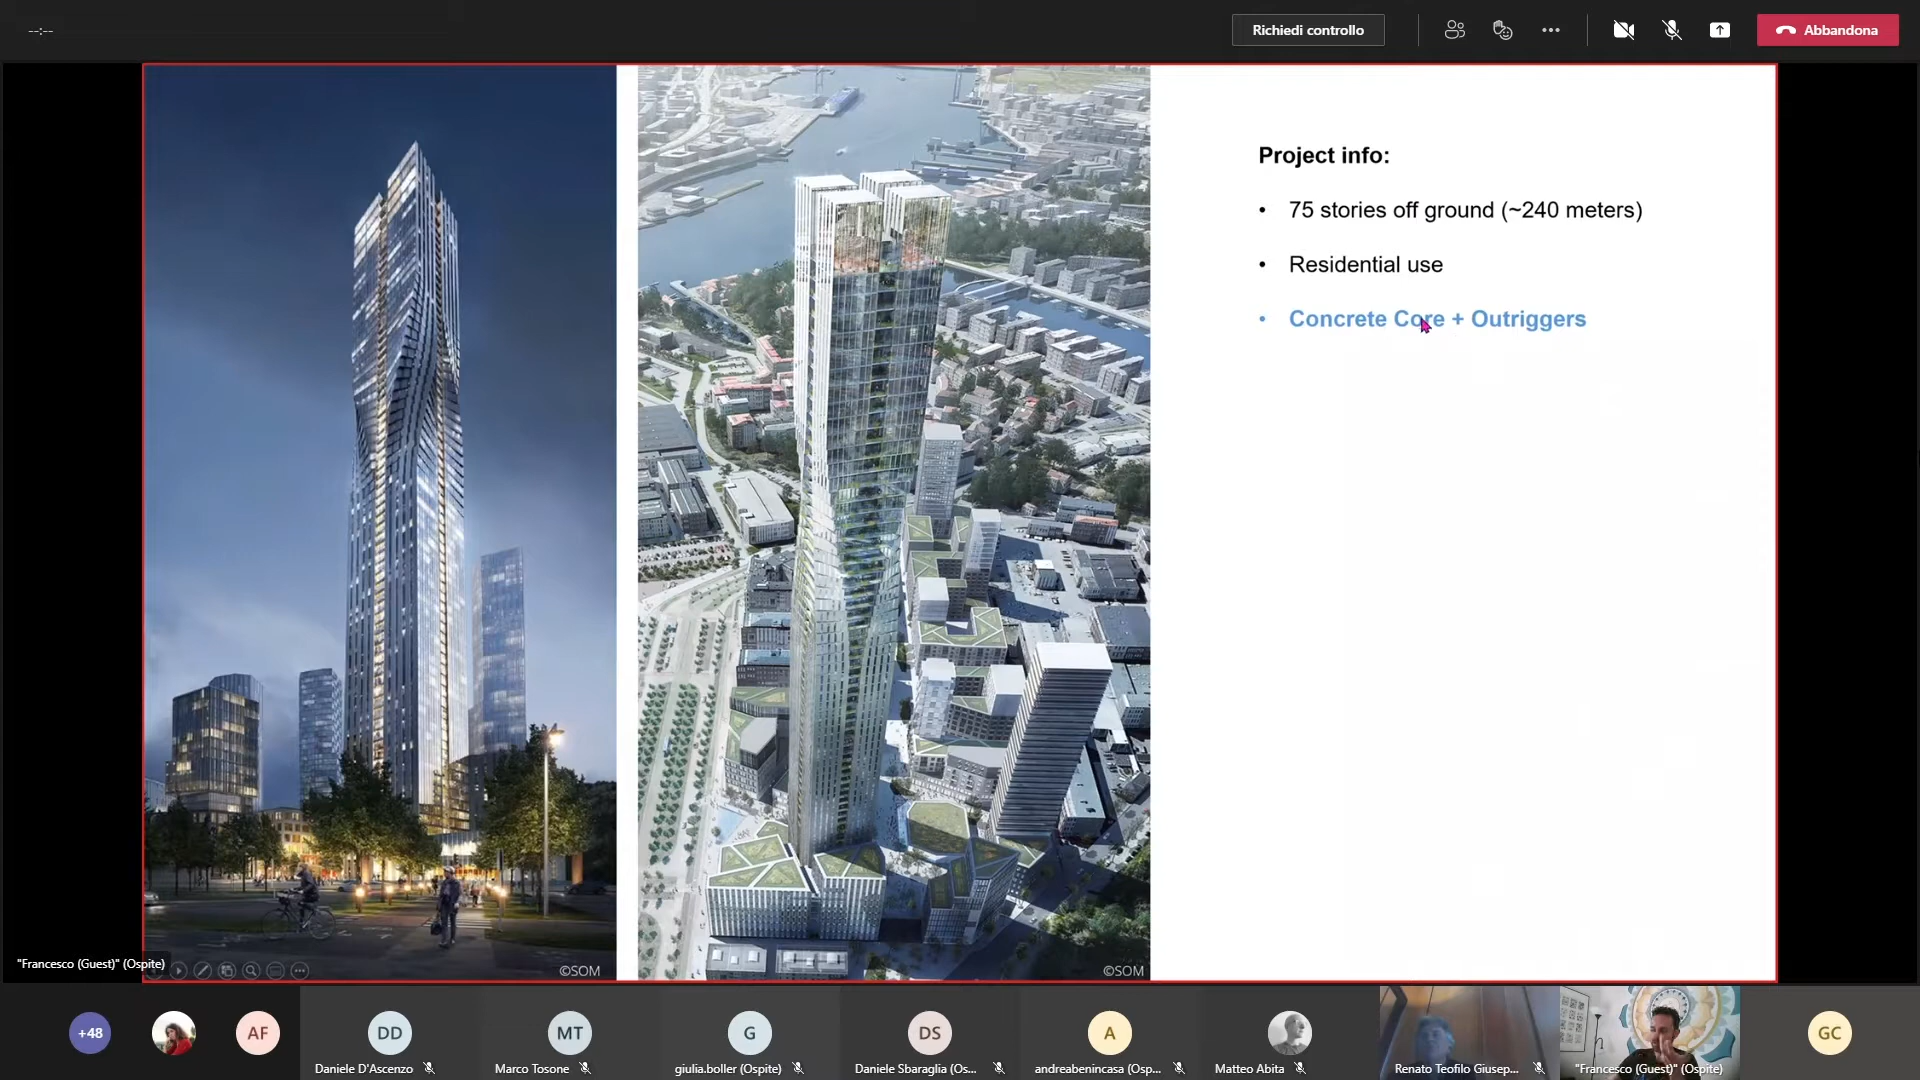 --:--
Richiedi controllo
Abbandona
Project info:
• 75 stories off ground (~240 meters)
• Residential use
• Concrete Core + Outriggers
©SOM
©SOM
"Francesco (Guest)" (Ospite)
+48
AF
DD
MT
G
DS
A
GC
Daniele D'Ascenzo
Marco Tosone
giulia.boller (Ospite)
Daniele Sbaraglia (Os...
andreabenincasa (Osp...
Matteo Abita
Renato Teofilo Giusep...
"Francesco (Guest)" (Ospite)